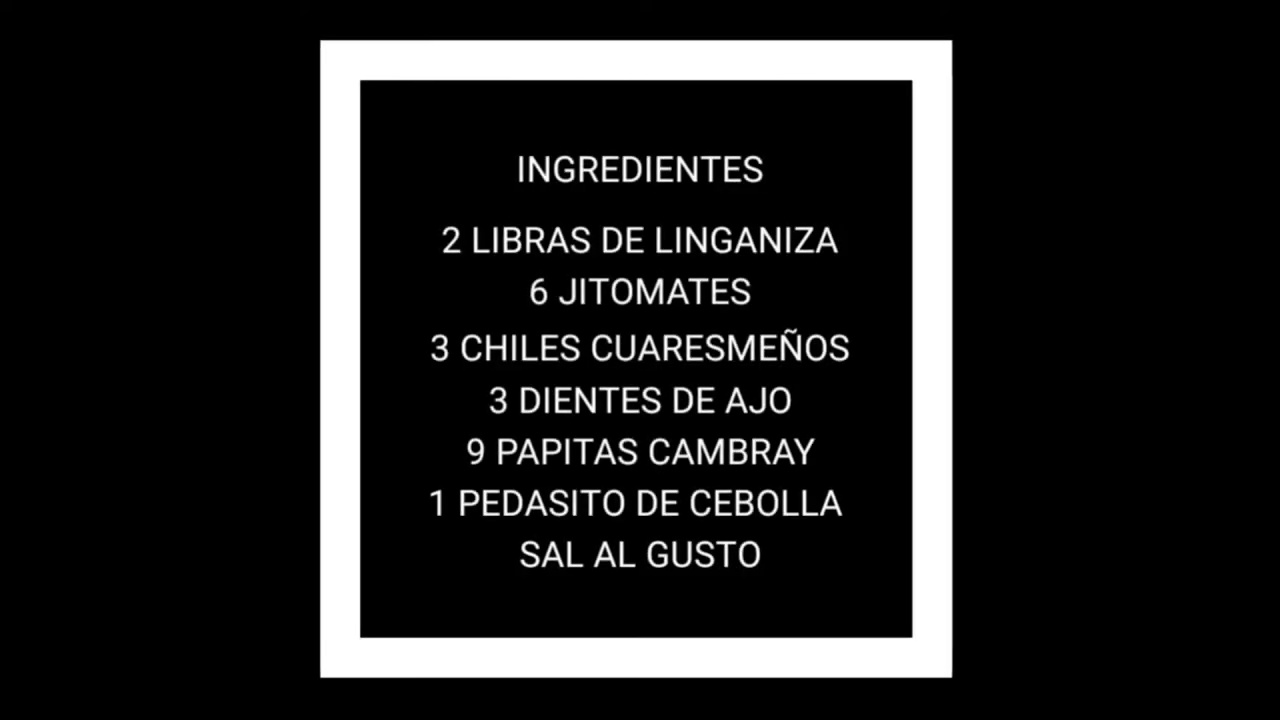 INGREDIENTES
2 LIBRAS DE LINGANIZA
6 JITOMATES
3 CHILES CUARESMEÑOS
3 DIENTES DE AJO
9 PAPITAS CAMBRAY
1 PEDASITO DE CEBOLLA
SAL AL GUSTO